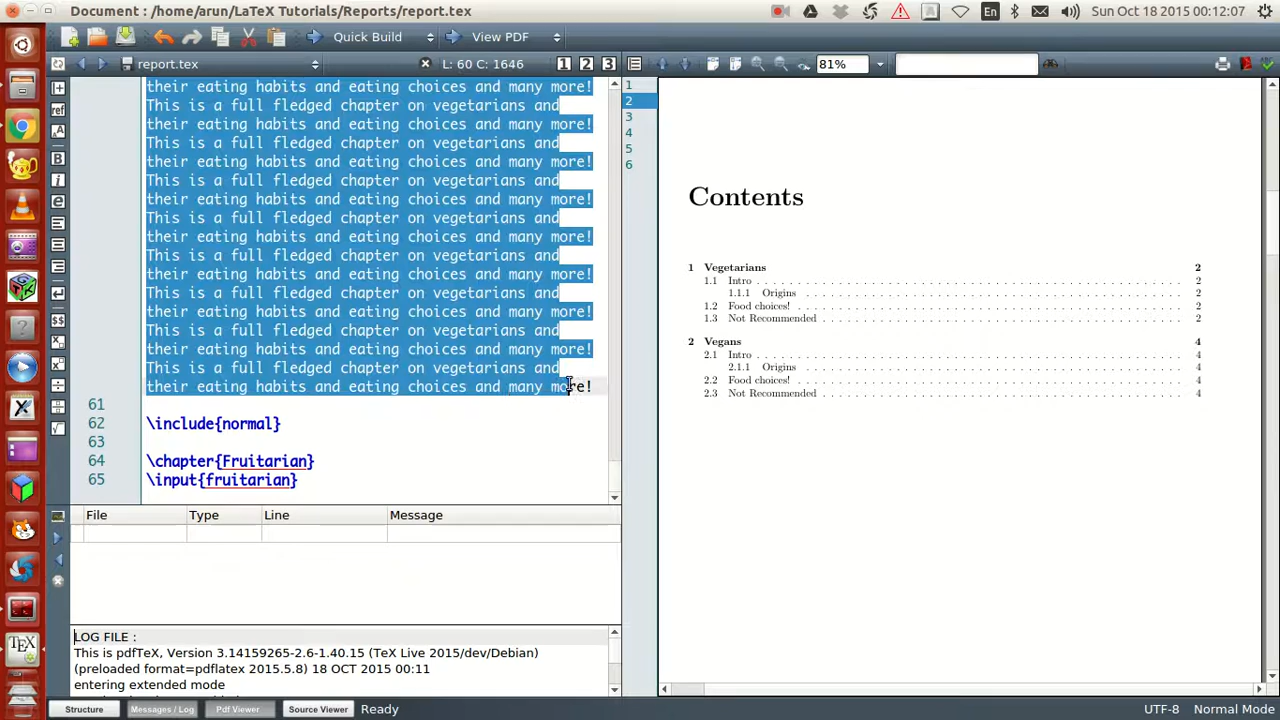 Document : /home/arun/LaTeX Tutorials/Reports/report.tex
En
Sun Oct 18 2015 00:12:07
Quick Build
View PDF
report.tex
L: 60 C: 1646
1 2 3
81%
their eating habits and eating choices and many more!
This is a full fledged chapter on vegetarians and
their eating habits and eating choices and many more!
This is a full fledged chapter on vegetarians and
their eating habits and eating choices and many more!
This is a full fledged chapter on vegetarians and
their eating habits and eating choices and many more!
This is a full fledged chapter on vegetarians and
their eating habits and eating choices and many more!
This is a full fledged chapter on vegetarians and
their eating habits and eating choices and many more!
This is a full fledged chapter on vegetarians and
their eating habits and eating choices and many more!
This is a full fledged chapter on vegetarians and
their eating habits and eating choices and many more!
This is a full fledged chapter on vegetarians and
their eating habits and eating choices and many more!
61
62 \include{normal}
63
64 \chapter{Fruitarian}
65 \input{fruitarian}
1
2
3
4
5
6
Contents
1 Vegetarians 2
1.1 Intro . . . . . . . . . . . . . . . . . . . . 2
1.1.1 Origins . . . . . . . . . . . . . . . . . . . . 2
1.2 Food choices! . . . . . . . . . . . . . . . . . . . . 2
1.3 Not Recommended . . . . . . . . . . . . . . . . . . . . 2
2 Vegans 4
2.1 Intro . . . . . . . . . . . . . . . . . . . . 4
2.1.1 Origins . . . . . . . . . . . . . . . . . . . . 4
2.2 Food choices! . . . . . . . . . . . . . . . . . . . . 4
2.3 Not Recommended . . . . . . . . . . . . . . . . . . . . 4
File Type Line Message
LOG FILE :
This is pdfTeX, Version 3.14159265-2.6-1.40.15 (TeX Live 2015/dev/Debian)
(preloaded format=pdflatex 2015.5.8) 18 OCT 2015 00:11
entering extended mode
Structure
Messages / Log
Pdf Viewer
Source Viewer
Ready
UTF-8
Normal Mode